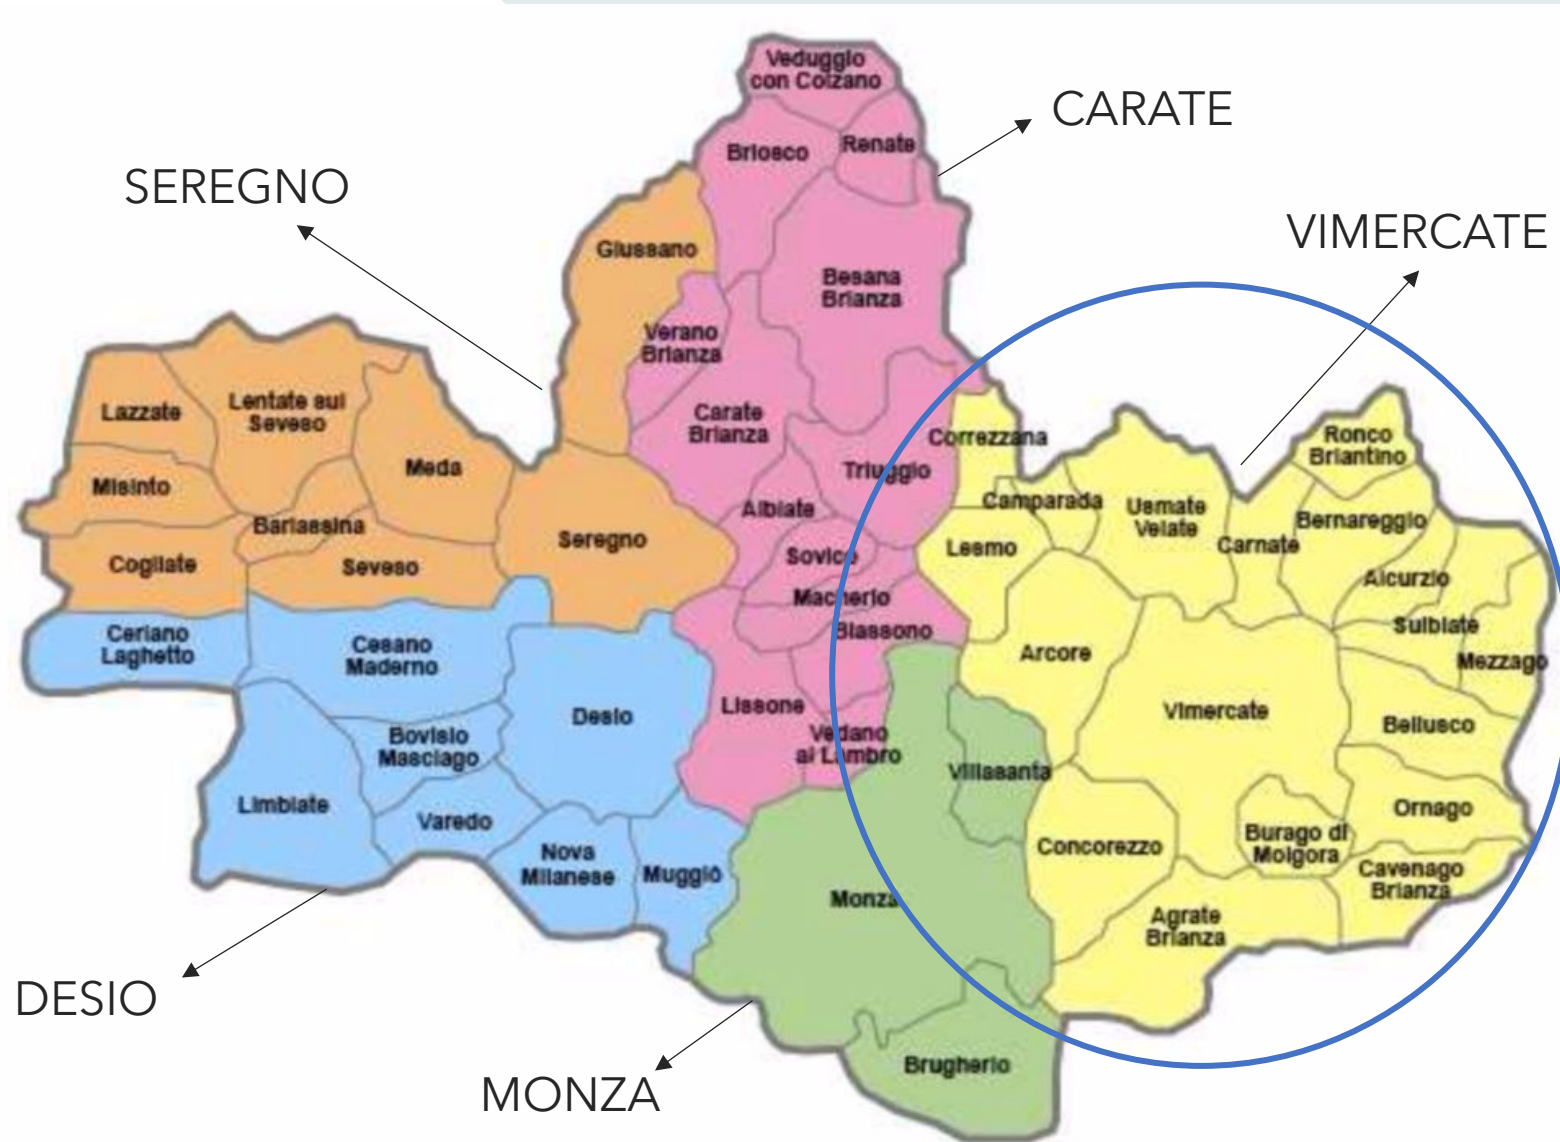 Veduggio
con Colzano
CARATE
Briosco
Renate
SEREGNO
VIMERCATE
Giussano
Besana
Brianza
Verano
Brianza
Lazzate
Lentate sul
Seveso
Carate
Brianza
Correzzana
Ronco
Briantino
Meda
Triuggio
Misinto
Albiate
Camparada
Usmate
Velate
Bernareggio
Barlassina
Seregno
Lesmo
Carnate
Cogliate
Seveso
Sovico
Aicurzio
Macherio
Sulbiate
Ceriano
Laghetto
Cesano
Maderno
Biassono
Arcore
Mezzago
Desio
Lissone
Vimercate
Bellusco
Bovisio
Masciago
Vedano
al Lambro
Villasanta
Limbiate
Varedo
Ornago
Nova
Milanese
Muggiò
Concorezzo
Burago di
Molgora
Cavenago
Brianza
Monza
Agrate
Brianza
DESIO
Brugherio
MONZA